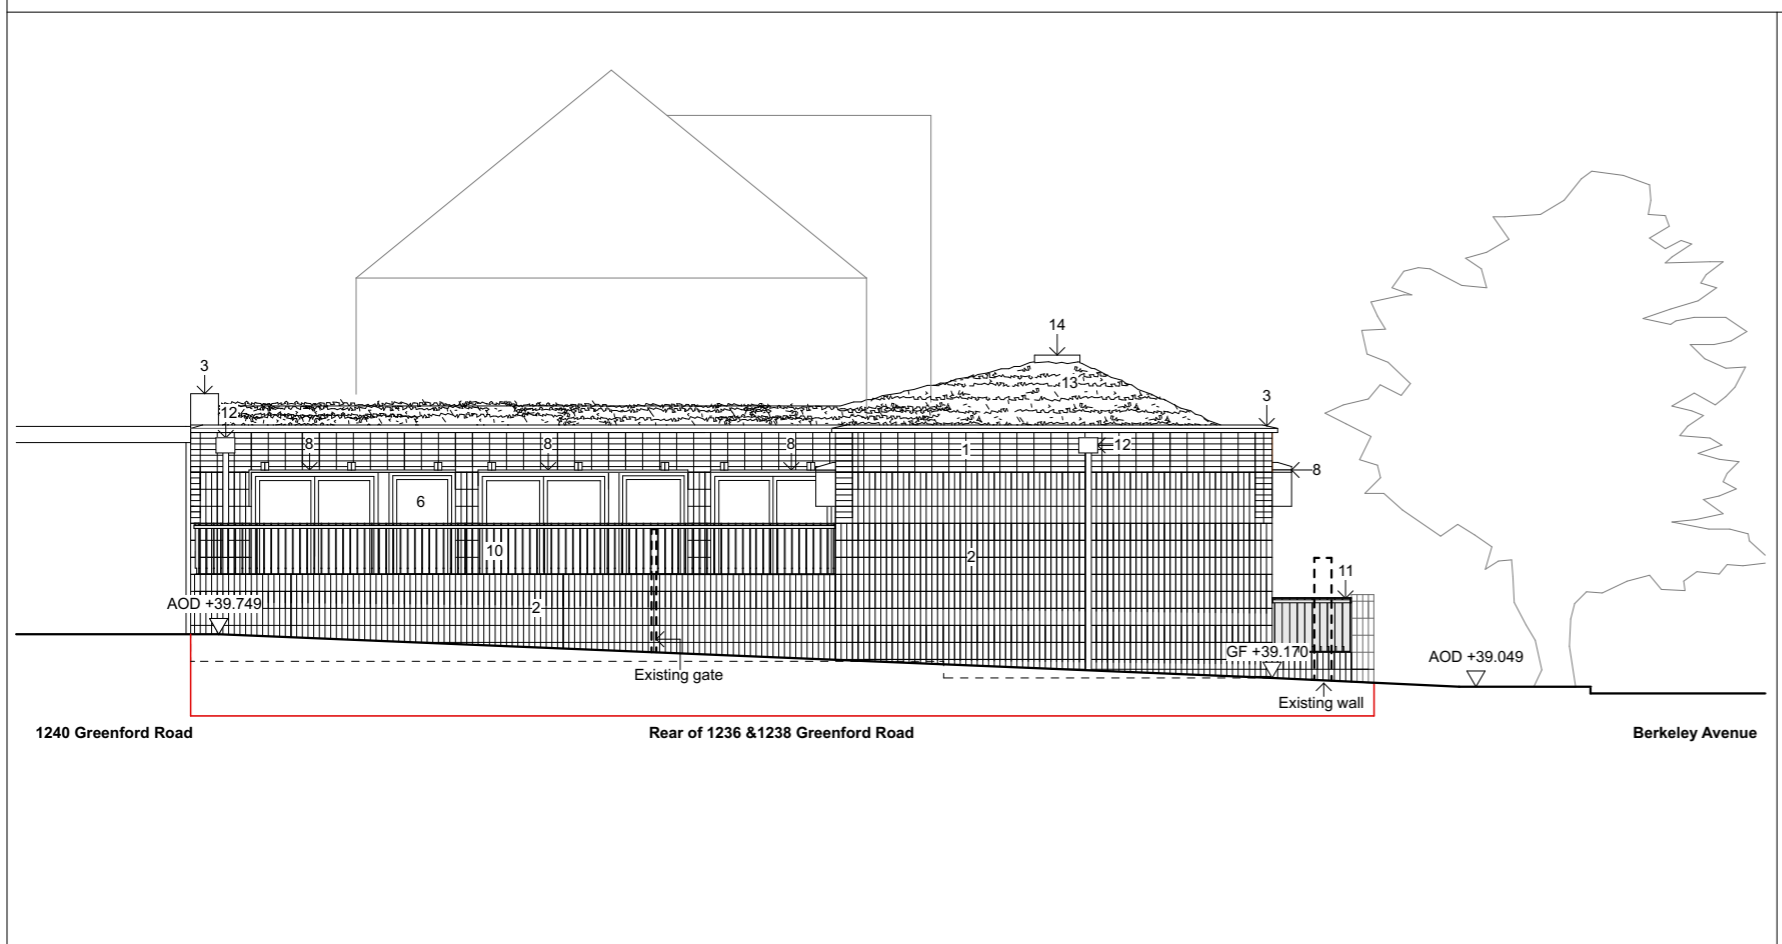 14
3
13
3
12
8
8
8
1
12
8
6
10
2
2
11
AOD +39.749
GF +39.170
AOD +39.049
Existing gate
Existing wall
1240 Greenford Road
Rear of 1236 &1238 Greenford Road
Berkeley Avenue